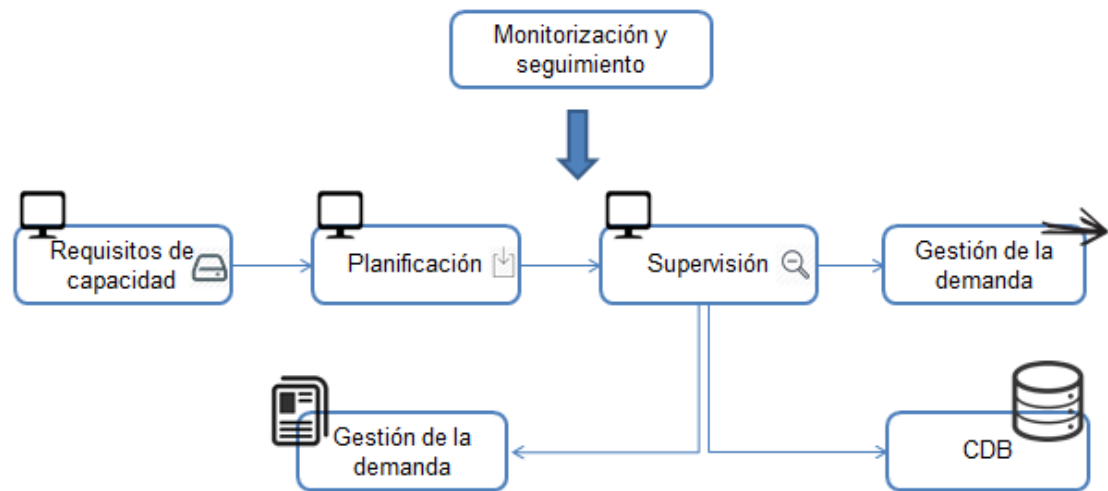 Monitorización y
seguimiento
Requisitos de
capacidad
Planificación
Supervisión
Gestión de la
demanda
Gestión de la
demanda
CDB